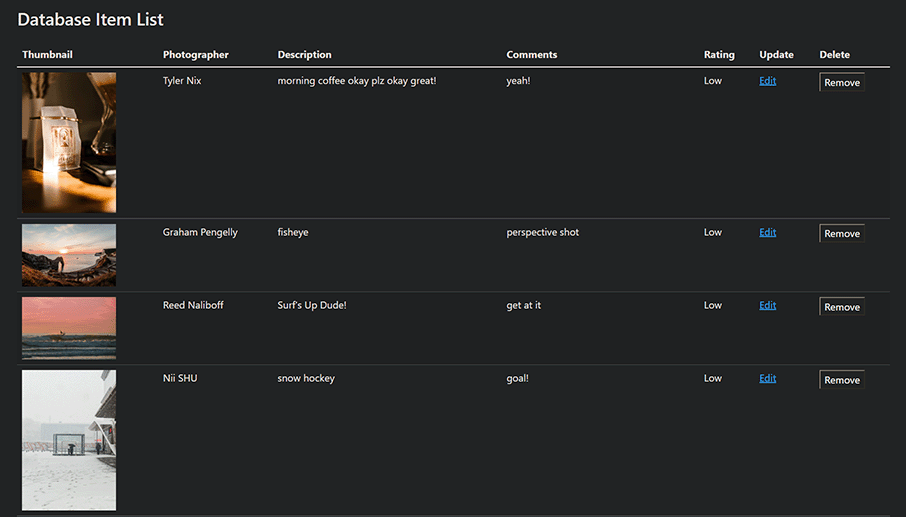 Database Item List
Thumbnail Photographer Description Comments Rating Update Delete
Tyler Nix morning coffee okay plz okay great! yeah! Low Edit Remove
Graham Pengelly fisheye perspective shot Low Edit Remove
Reed Naliboff Surf's Up Dude! get at it Low Edit Remove
Nii SHU snow hockey goal! Low Edit Remove